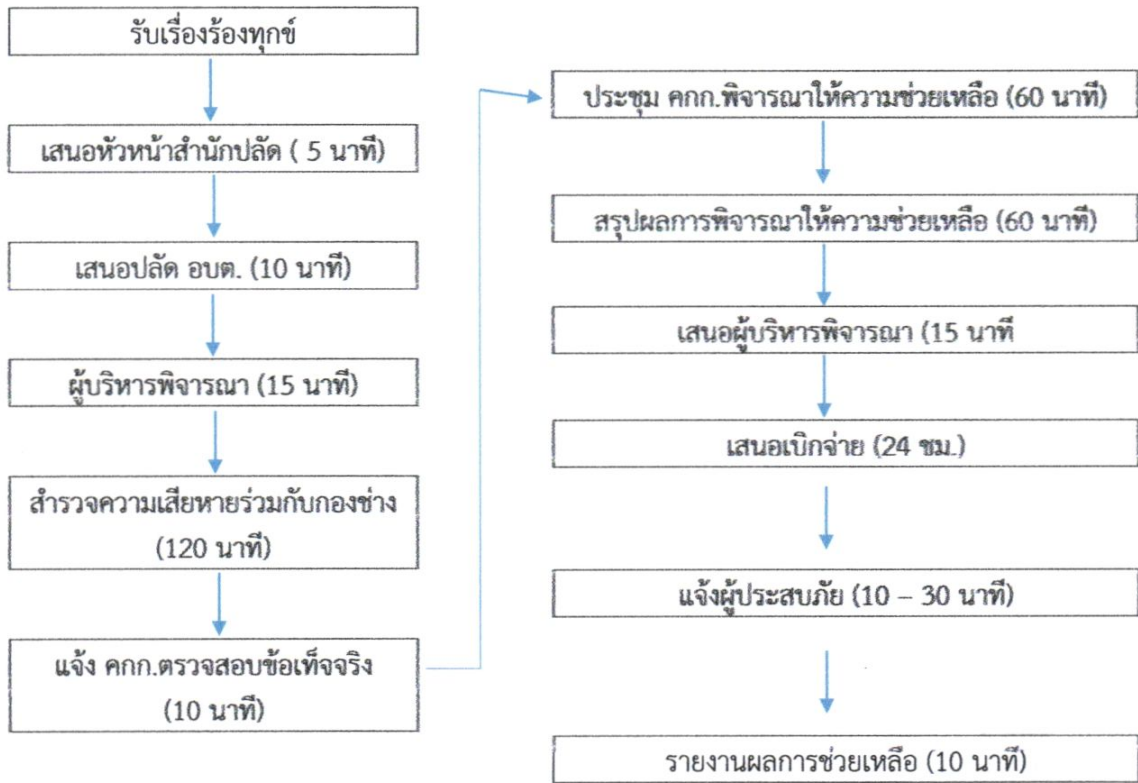 รับเรื่องร้องทุกข์
เสนอหัวหน้าสำนักปลัด ( 5 นาที)
เสนอปลัด อบต. (10 นาที)
ผู้บริหารพิจารณา (15 นาที)
สำรวจความเสียหายร่วมกับกองช่าง
(120 นาที)
แจ้ง คกก.ตรวจสอบข้อเท็จจริง
(10 นาที)
ประชุม คกก.พิจารณาให้ความช่วยเหลือ (60 นาที)
สรุปผลการพิจารณาให้ความช่วยเหลือ (60 นาที)
เสนอผู้บริหารพิจารณา (15 นาที
เสนอเบิกจ่าย (24 ชม.)
แจ้งผู้ประสบภัย (10 – 30 นาที)
รายงานผลการช่วยเหลือ (10 นาที)